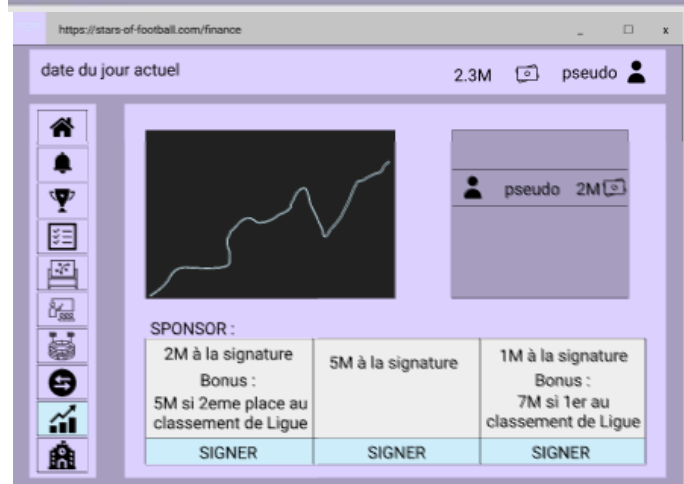 https://stars-of-football.com/finance
_ □ x
date du jour actuel
2.3M pseudo
pseudo 2M
SPONSOR :
2M à la signature
Bonus :
5M si 2eme place au
classement de Ligue
SIGNER
5M à la signature
SIGNER
1M à la signature
Bonus :
7M si 1er au
classement de Ligue
SIGNER